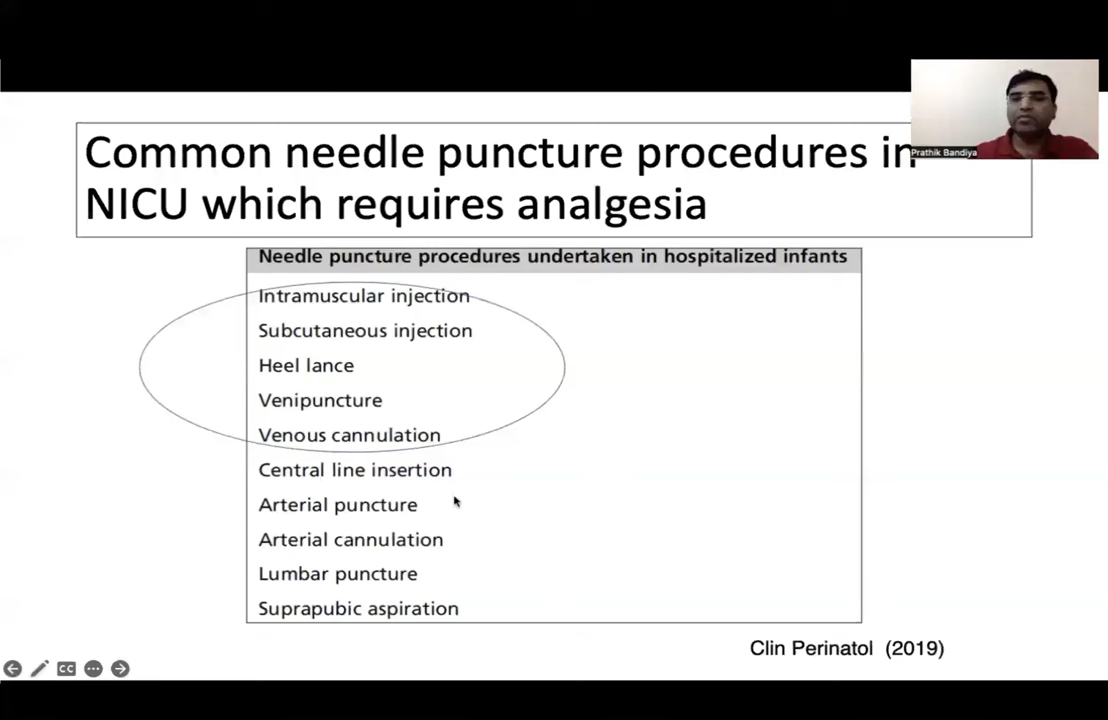 Common needle puncture procedures in
NICU which requires analgesia
Prathik Bandiya
Needle puncture procedures undertaken in hospitalized infants
Intramuscular injection
Subcutaneous injection
Heel lance
Venipuncture
Venous cannulation
Central line insertion
Arterial puncture
Arterial cannulation
Lumbar puncture
Suprapubic aspiration
Clin Perinatol (2019)
CC